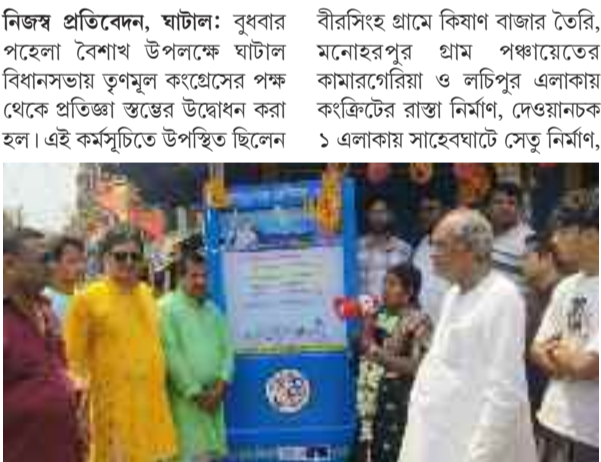 নিজস্ব প্রতিবেদন, ঘাটাল: বুধবার
পহেলা বৈশাখ উপলক্ষে ঘাটাল
বিধানসভায় তৃণমূল কংগ্রেসের পক্ষ
থেকে প্রতিজ্ঞা স্তম্ভের উদ্বোধন করা
হল। এই কর্মসূচিতে উপস্থিত ছিলেন
বীরসিংহ গ্রামে কিষাণ বাজার তৈরি,
মনোহরপুর গ্রাম পঞ্চায়েতের
কামারগেরিয়া ও লচিপুর এলাকায়
কংক্রিটের রাস্তা নির্মাণ, দেওয়ানচক
১ এলাকায় সাহেবঘাটে সেতু নির্মাণ,